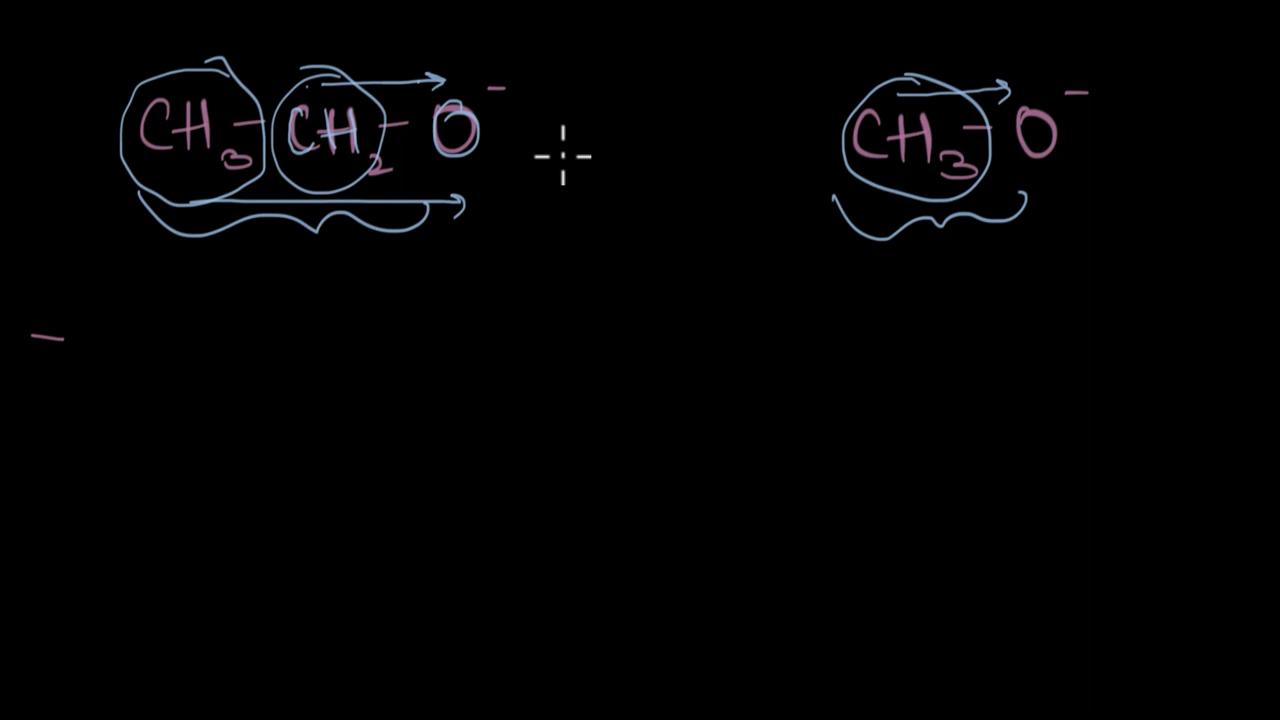 CH₃ – CH₂ – O⁻
CH₃ – O⁻
–